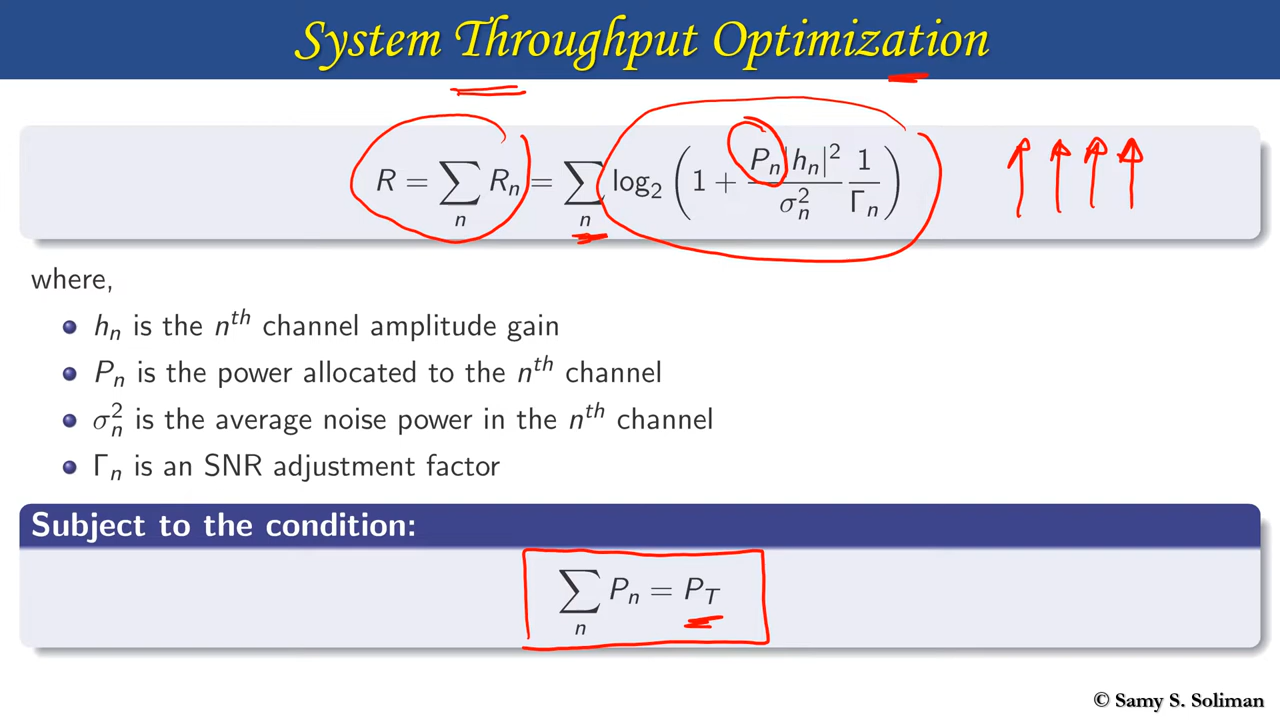 System Throughput Optimization
R = ∑ₙ Rₙ = ∑ₙ log₂ (1 + (Pₙ|hₙ|² / σₙ²) (1 / Γₙ))
where,
hₙ is the nᵗʰ channel amplitude gain
Pₙ is the power allocated to the nᵗʰ channel
σₙ² is the average noise power in the nᵗʰ channel
Γₙ is an SNR adjustment factor
Subject to the condition:
∑ₙ Pₙ = P_T
© Samy S. Soliman